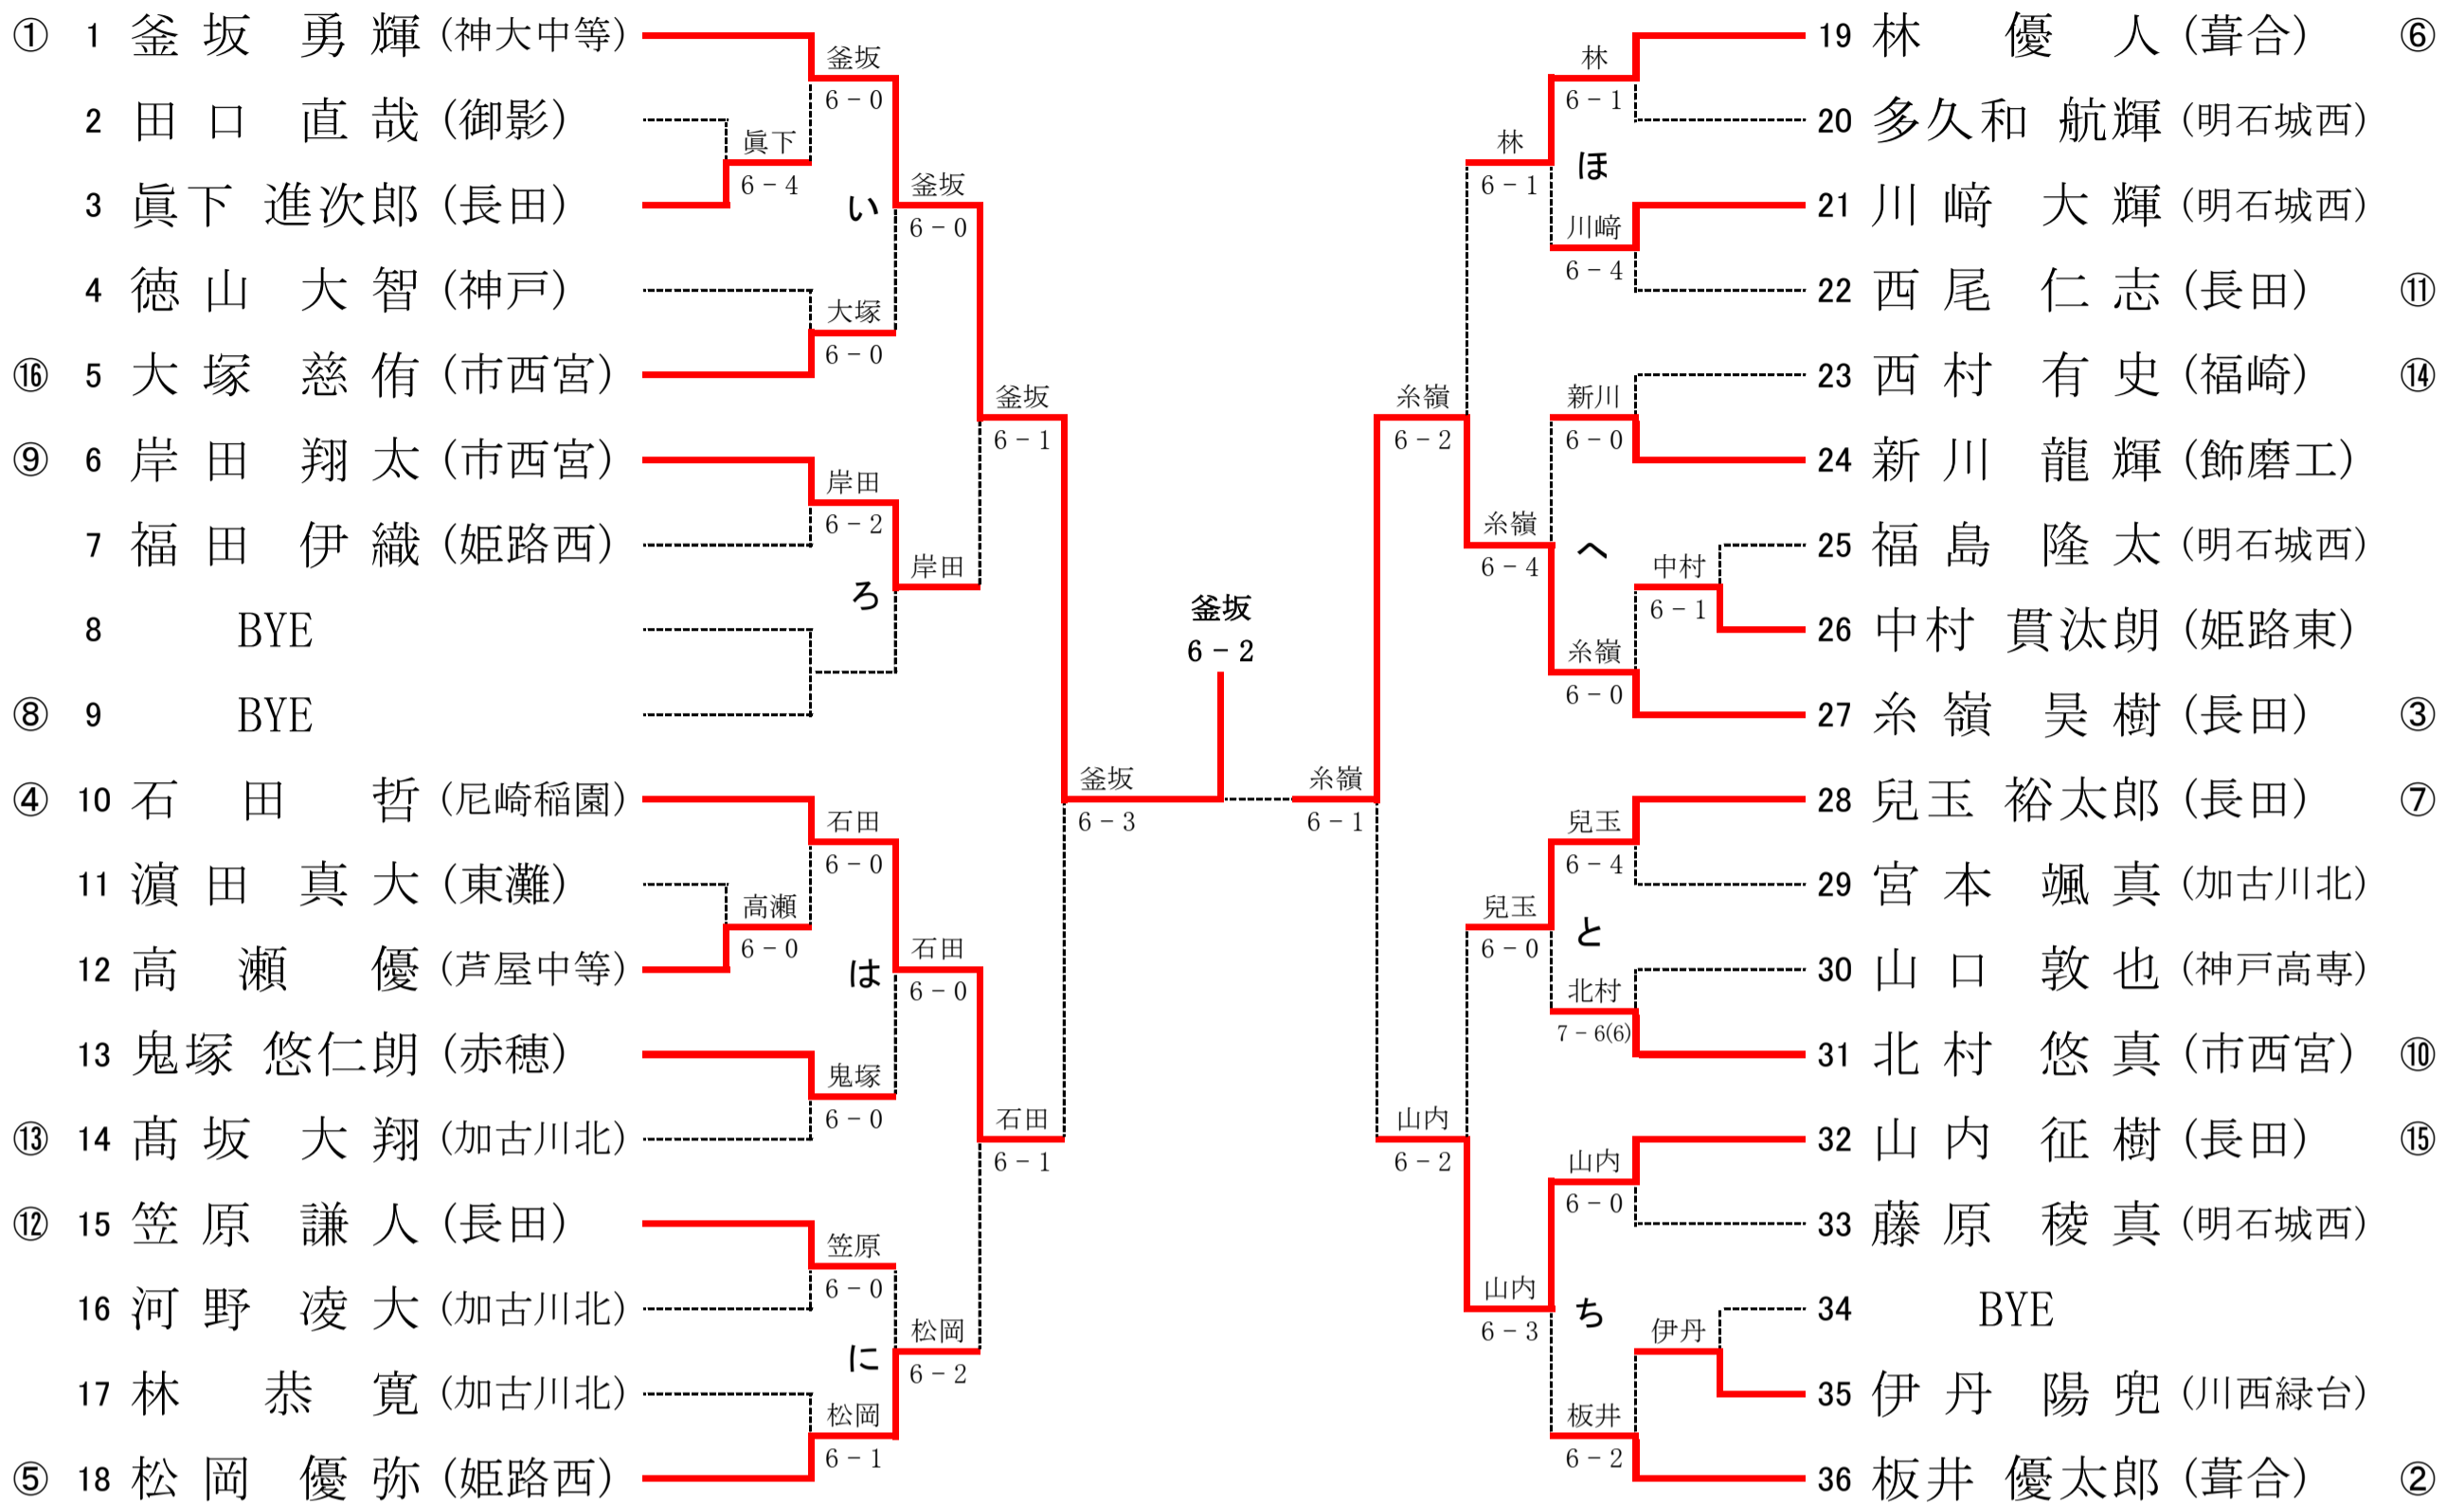 ① 1 釜坂 勇輝 (神大中等)
2 田口 直哉 (御影)
3 眞下 進次郎 (長田)
4 徳山 大智 (神戸)
⑯ 5 大塚 慈侑 (市西宮)
⑨ 6 岸田 翔太 (市西宮)
7 福田 伊織 (姫路西)
8 BYE
⑧ 9 BYE
④ 10 石田 哲 (尼崎稲園)
11 濵田 真大 (東灘)
12 高瀬 優 (芦屋中等)
13 鬼塚 悠仁朗 (赤穂)
⑬ 14 髙坂 大翔 (加古川北)
⑫ 15 笠原 謙人 (長田)
16 河野 凌大 (加古川北)
17 林 恭寛 (加古川北)
⑤ 18 松岡 優弥 (姫路西)
眞下
6-4
高瀬
6-0
釜坂
6-0
い
大塚
6-0
岸田
6-2
ろ
石田
6-0
は
鬼塚
6-0
笠原
6-0
に
松岡
6-1
釜坂
6-0
岸田
石田
6-0
松岡
6-2
釜坂
6-1
石田
6-1
釜坂
6-3
釜坂
6-2
糸嶺
6-1
糸嶺
6-2
山内
6-2
林
6-1
糸嶺
6-4
兒玉
6-0
山内
6-3
林
6-1
ほ
川﨑
6-4
新川
6-0
へ
糸嶺
6-0
兒玉
6-4
と
北村
7-6(6)
山内
6-0
ち
板井
6-2
中村
6-1
伊丹
19 林 優人 (葺合) ⑥
20 多久和 航輝 (明石城西)
21 川﨑 大輝 (明石城西)
22 西尾 仁志 (長田) ⑪
23 西村 有史 (福崎) ⑭
24 新川 龍輝 (飾磨工)
25 福島 隆太 (明石城西)
26 中村 貫汰朗 (姫路東)
27 糸嶺 昊樹 (長田) ③
28 兒玉 裕太郎 (長田) ⑦
29 宮本 颯真 (加古川北)
30 山口 敦也 (神戸高専)
31 北村 悠真 (市西宮) ⑩
32 山内 征樹 (長田) ⑮
33 藤原 稜真 (明石城西)
34 BYE
35 伊丹 陽兜 (川西緑台)
36 板井 優太郎 (葺合) ②